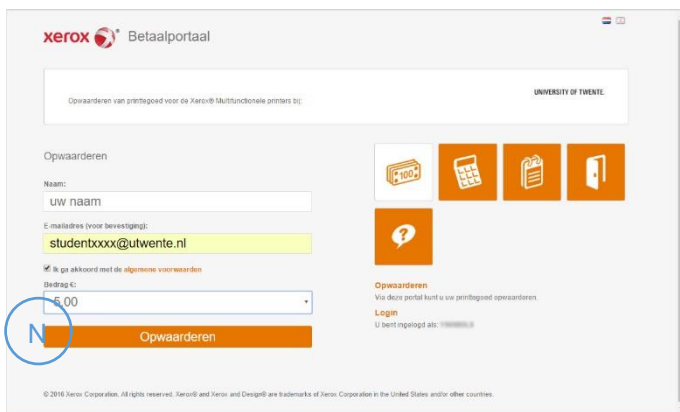 xerox Betaalportaal
Opwaarderen van printtegoed voor de Xerox® Multifunctionele printers bij:
UNIVERSITY OF TWENTE.
Opwaarderen
Naam:
uw naam
E-mailadres (voor bevestiging):
studentxxxx@utwente.nl
Ik ga akkoord met de algemene voorwaarden
Bedrag €:
5,00
N
Opwaarderen
100
Opwaarderen
Via deze portal kunt u uw printtegoed opwaarderen
Login
U bent ingelogd als:
© 2016 Xerox Corporation. All rights reserved. Xerox® and Xerox and Design® are trademarks of Xerox Corporation in the United States and/or other countries.